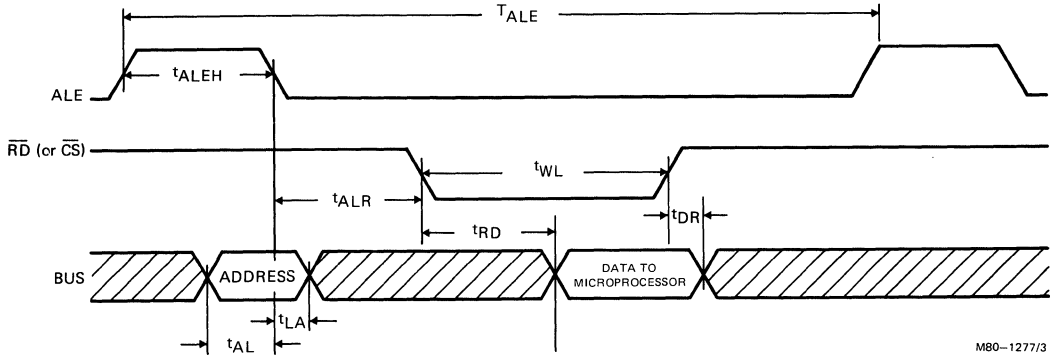 TALE
tALEH
ALE
RD (or CS)
tWL
tALR
tDR
tRD
BUS
ADDRESS
DATA TO
MICROPROCESSOR
tLA
tAL
M80-1277/3